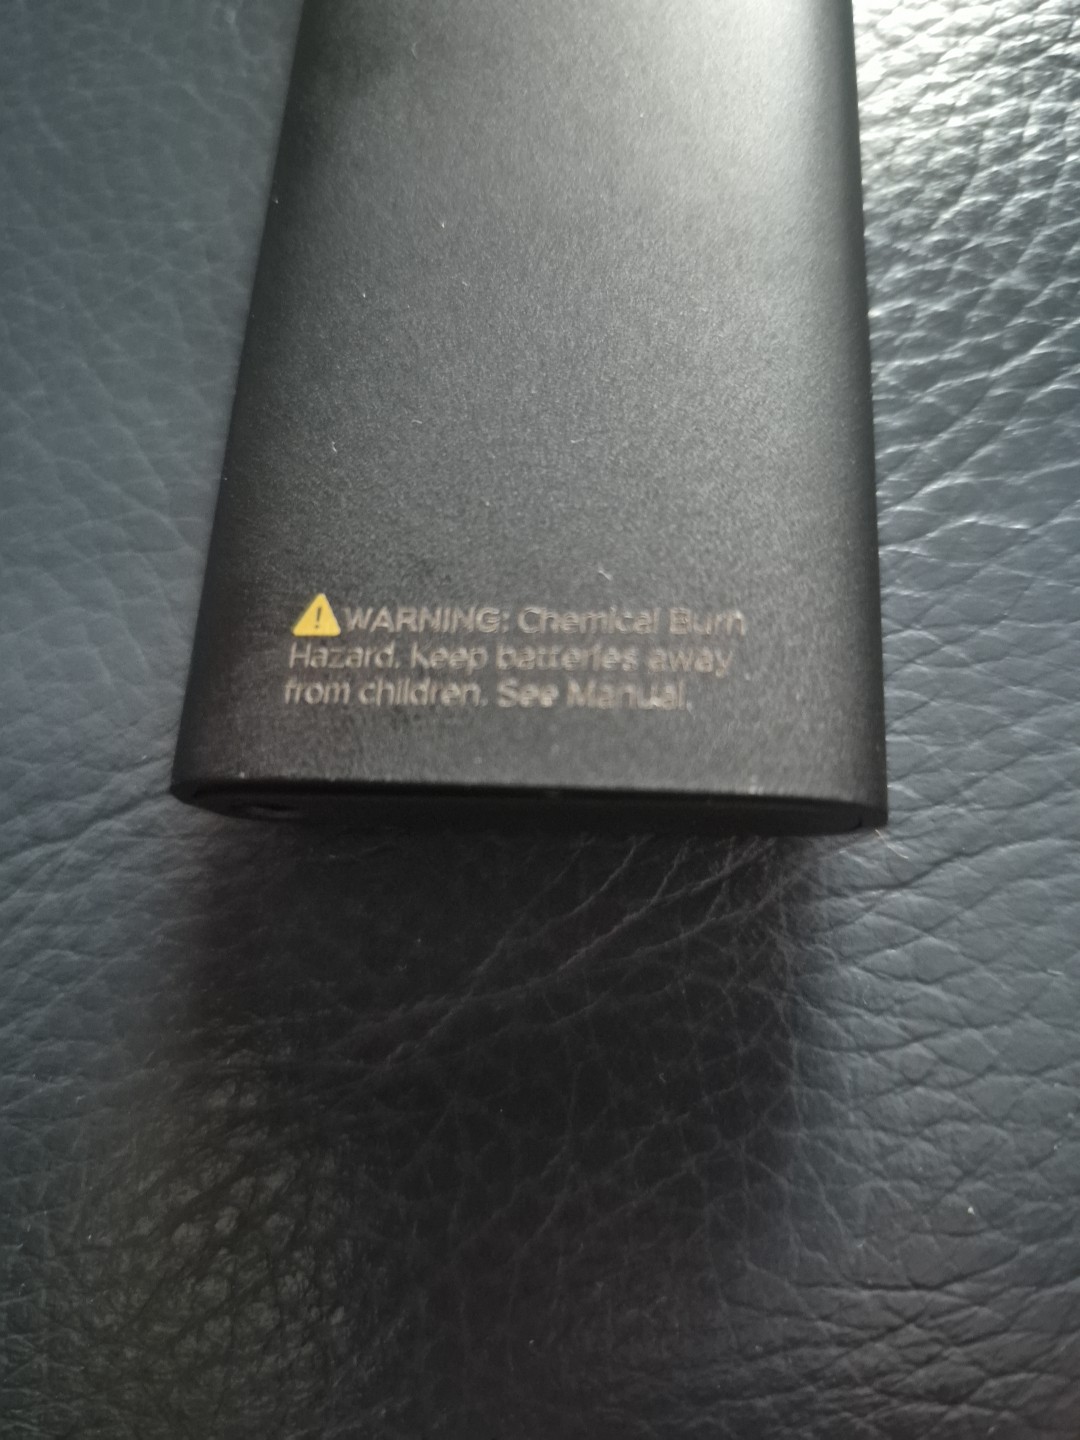 WARNING: Chemical Burn
Hazard. Keep batteries away
from children. See Manual.